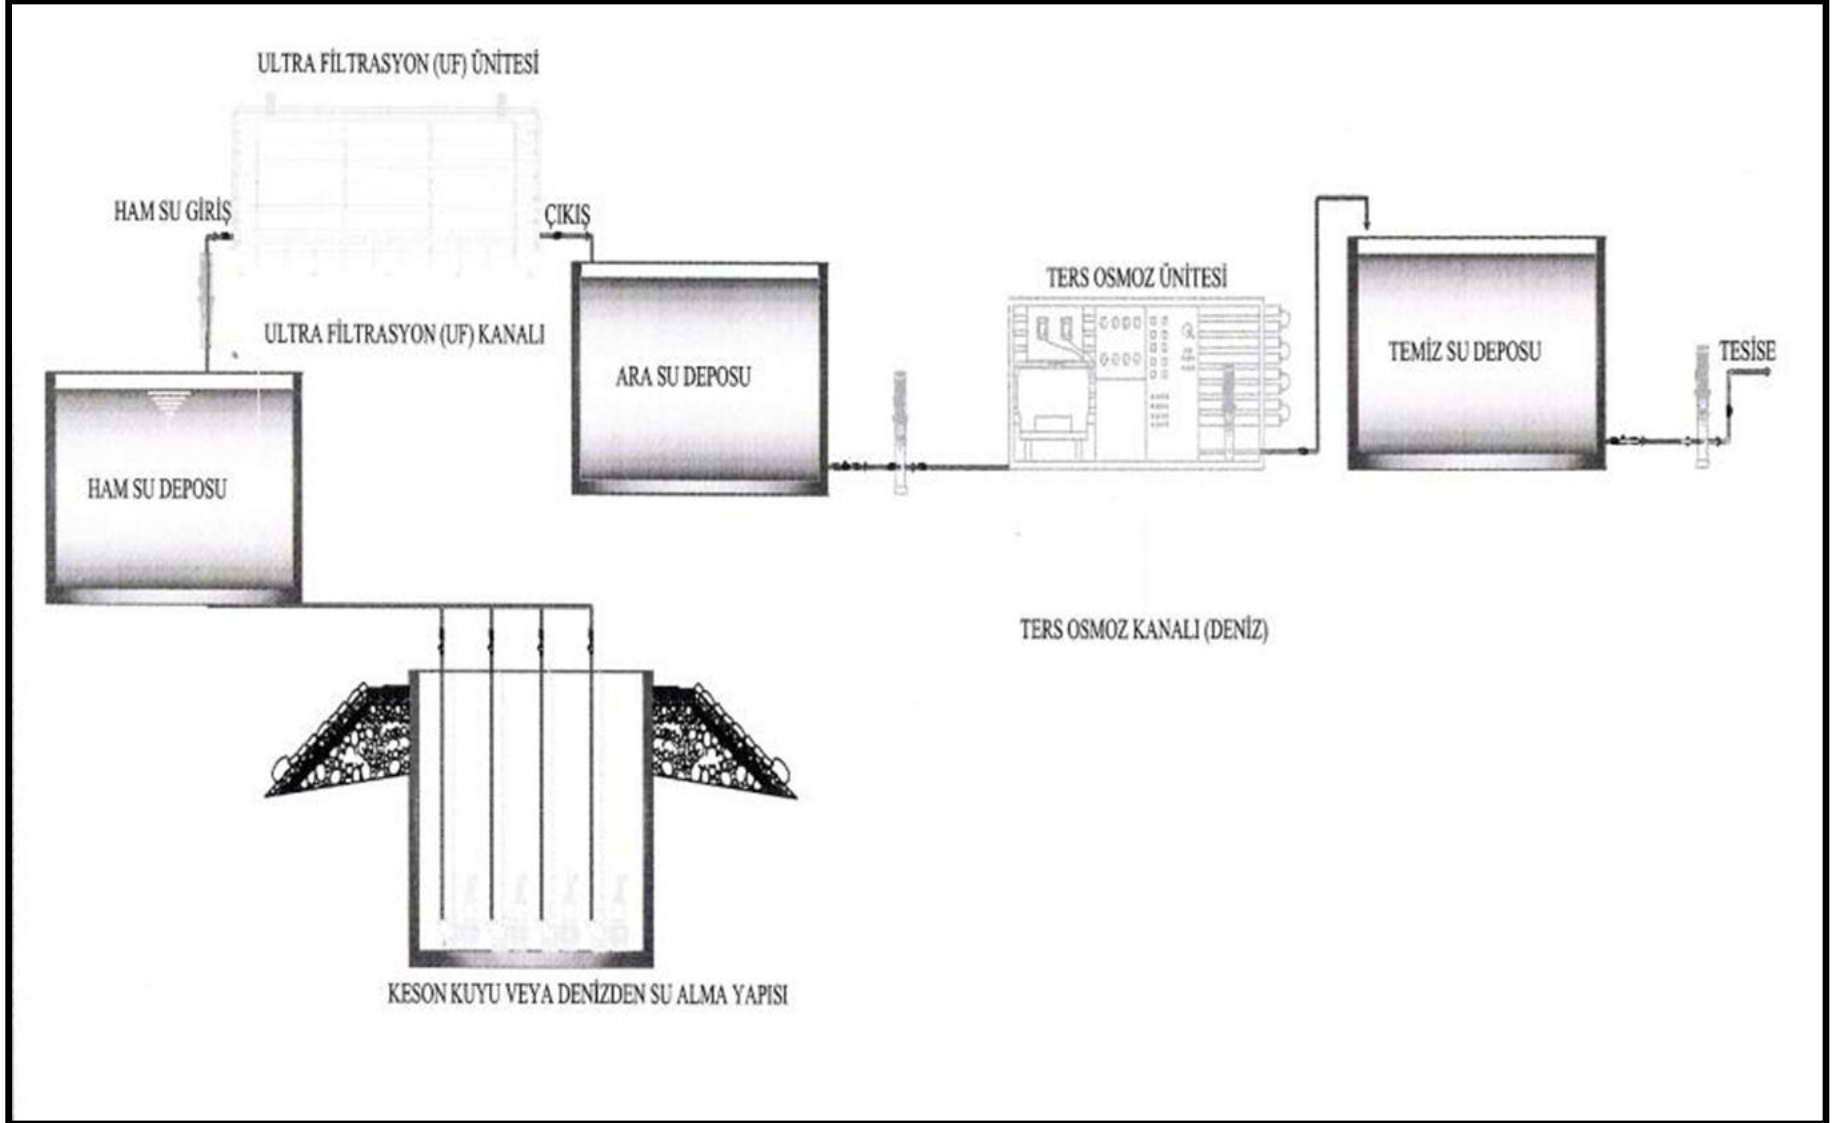 ULTRA FİLTRASYON (UF) ÜNİTESİ
HAM SU GİRİŞ
ÇIKIŞ
ULTRA FİLTRASYON (UF) KANALI
TERS OSMOZ ÜNİTESİ
ARA SU DEPOSU
TEMİZ SU DEPOSU
TESİSE
HAM SU DEPOSU
TERS OSMOZ KANALI (DENİZ)
KESON KUYU VEYA DENİZDEN SU ALMA YAPISI